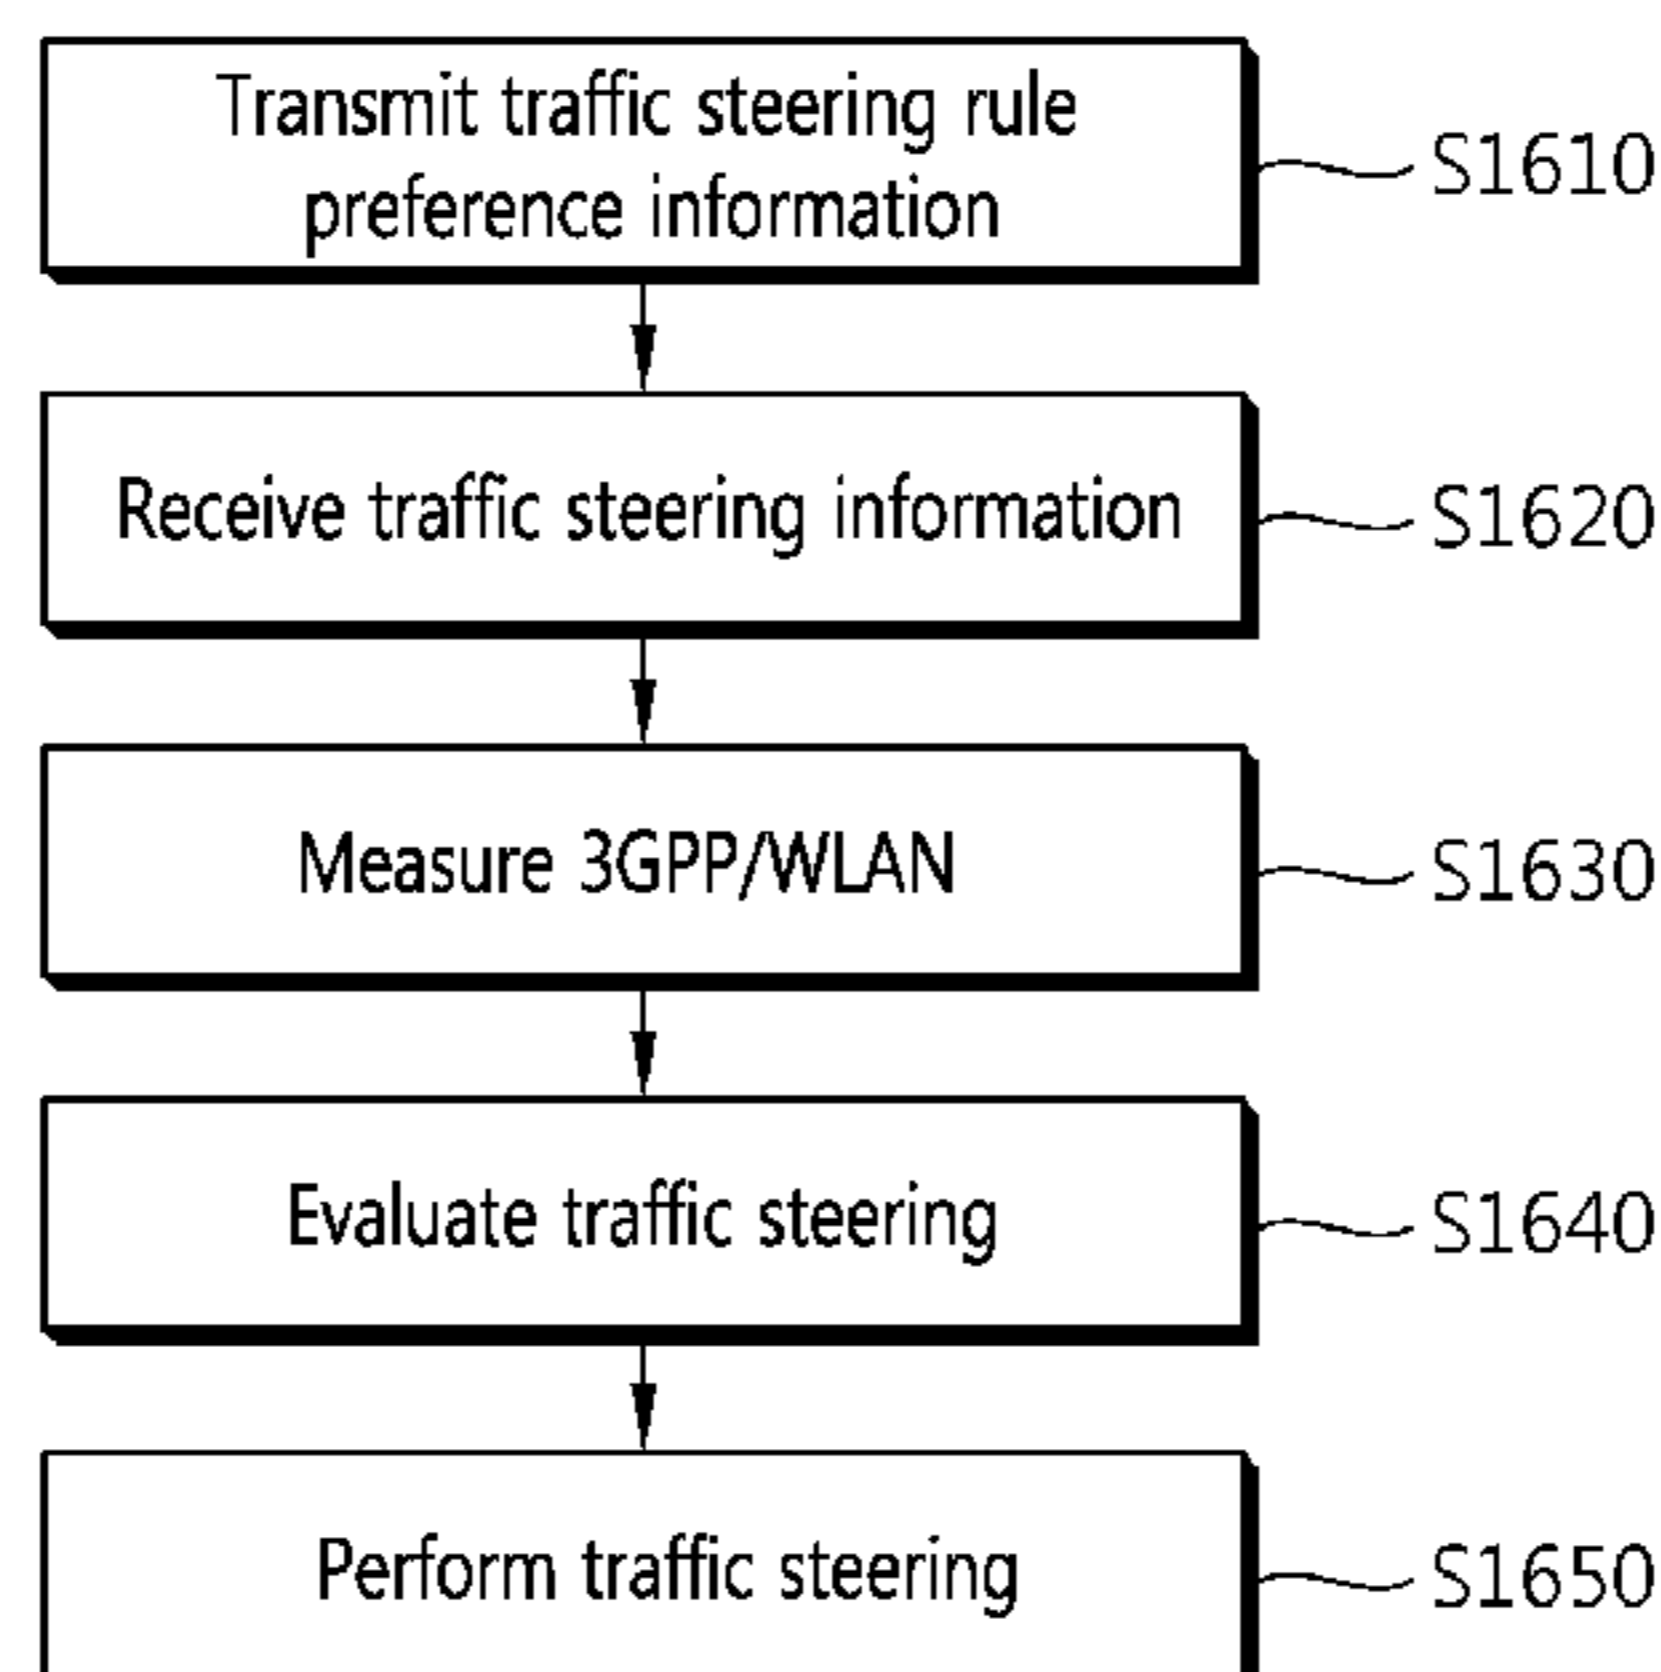 Transmit traffic steering rule
preference information
S1610
Receive traffic steering information
S1620
Measure 3GPP/WLAN
S1630
Evaluate traffic steering
S1640
Perform traffic steering
S1650